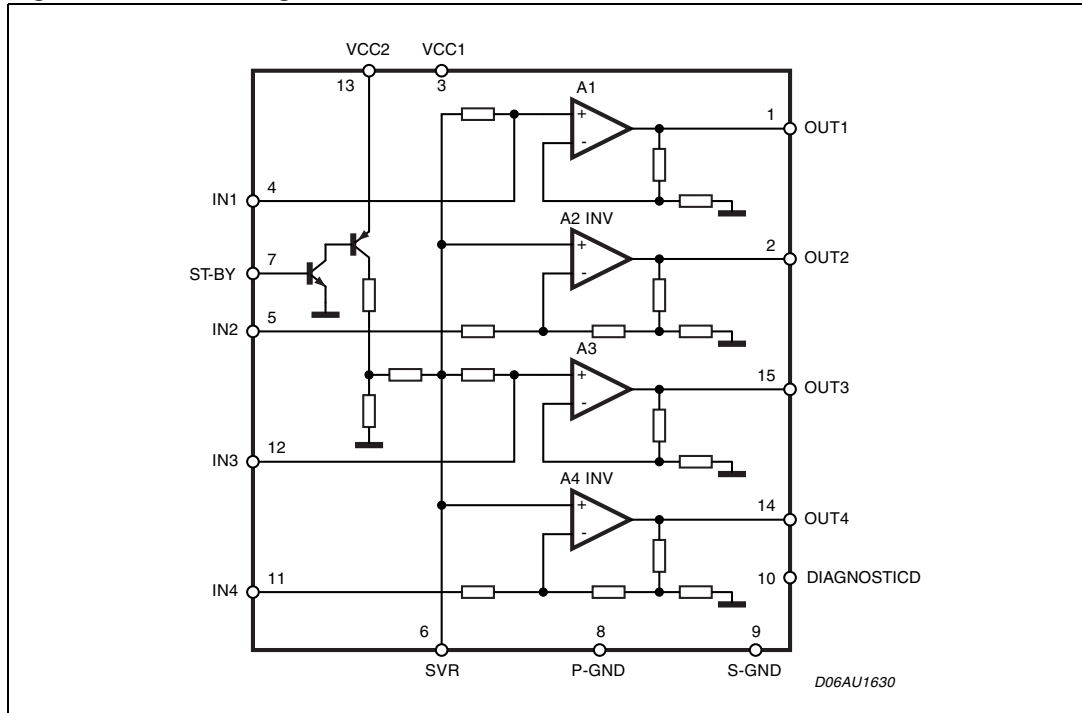 VCC2 VCC1
13 3
A1
+
-
1 OUT1
IN1 4
A2 INV
+
-
2 OUT2
ST-BY 7
IN2 5
A3
+
-
15 OUT3
IN3 12
A4 INV
+
-
14 OUT4
10 DIAGNOSTICD
IN4 11
6 8 9
SVR P-GND S-GND
D06AU1630